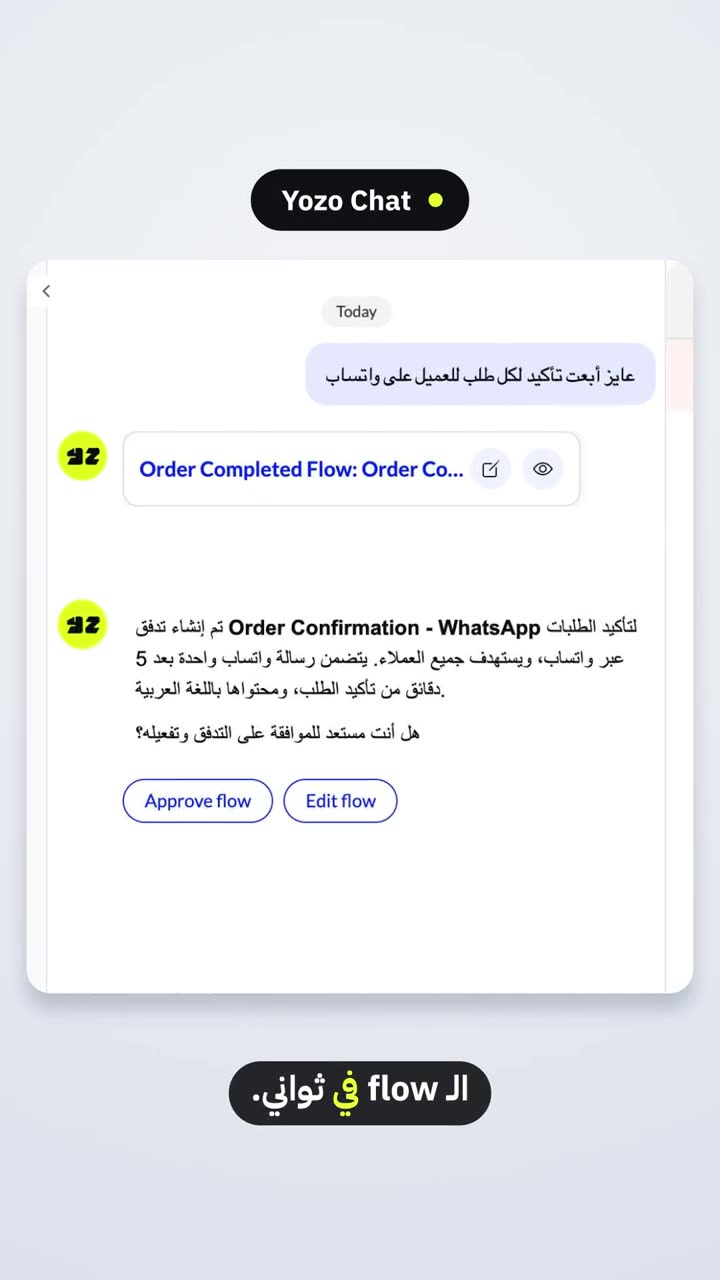 Yozo Chat
Today
عايز أبعت تأكيد لكل طلب للعميل على واتساب
Order Completed Flow: Order Co...
تم إنشاء تدفق Order Confirmation - WhatsApp لتأكيد الطلبات
عبر واتساب، ويستهدف جميع العملاء. يتضمن رسالة واتساب واحدة بعد 5
دقائق من تأكيد الطلب، ومحتواها باللغة العربية.
هل أنت مستعد للموافقة على التدفق وتفعيله؟
Approve flow
Edit flow
الـ flow في ثواني.